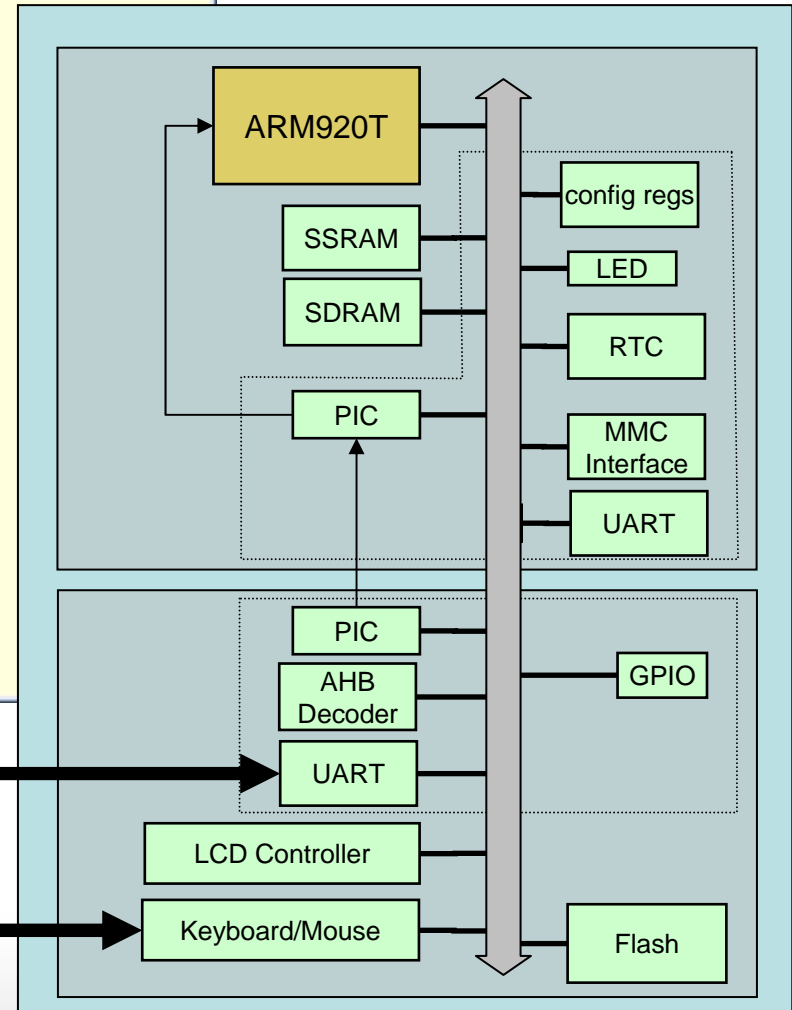 ARM920T
config regs
SSRAM
LED
SDRAM
RTC
PIC
MMC
Interface
UART
PIC
GPIO
AHB
Decoder
UART
LCD Controller
Keyboard/Mouse
Flash